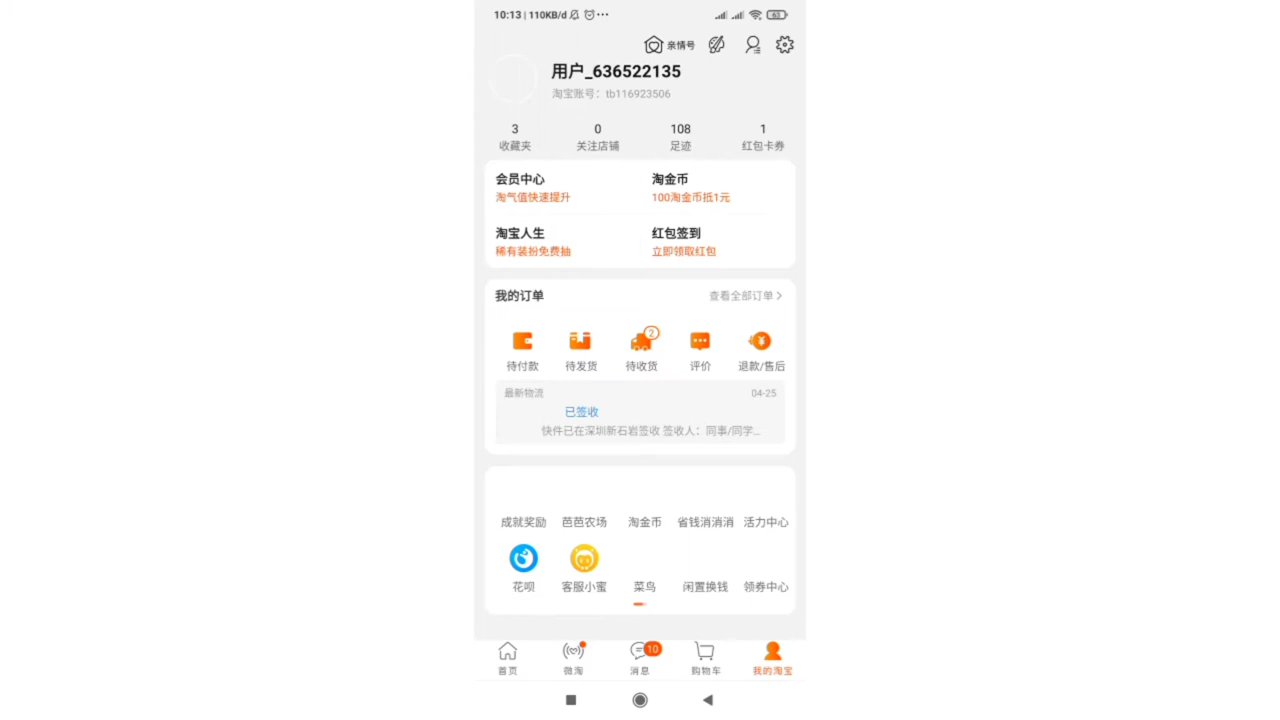 10:13 | 110KB/d ...
63
亲情号
用户_636522135
淘宝账号：tb116923506
3 0 108 1
收藏夹 关注店铺 足迹 红包卡券
会员中心 淘金币
淘气值快速提升 100淘金币抵1元
淘宝人生 红包签到
稀有装扮免费抽 立即领取红包
我的订单 查看全部订单 >
2
待付款 待发货 待收货 评价 退款/售后
最新物流 04-25
已签收
快件已在深圳新石岩签收 签收人：同事/同学...
成就奖励 芭芭农场 淘金币 省钱消消消 活力中心
花呗 客服小蜜 菜鸟 闲置换钱 领券中心
10
首页 微淘 消息 购物车 我的淘宝